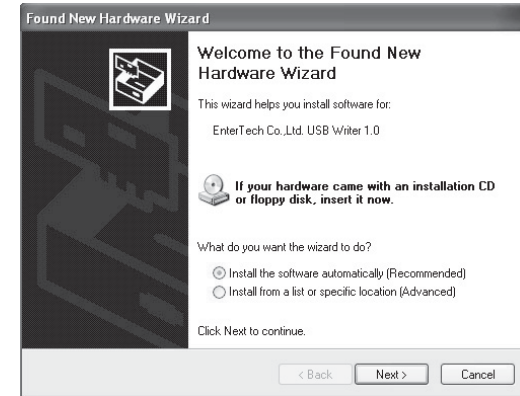 Found New Hardware Wizard
Welcome to the Found New
Hardware Wizard
This wizard helps you install software for:
EnterTech Co.,Ltd. USB Writer 1.0
If your hardware came with an installation CD
or floppy disk, insert it now.
What do you want the wizard to do?
Install the software automatically (Recommended)
Install from a list or specific location (Advanced)
Click Next to continue.
< Back Next > Cancel